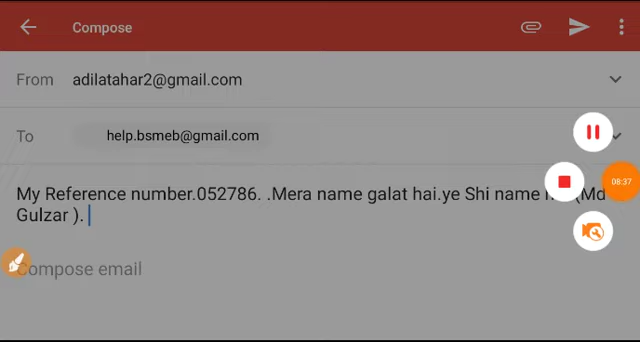 Compose
From adilatahar2@gmail.com
To help.bsmeb@gmail.com
My Reference number.052786. .Mera name galat hai.ye Shi name (Md
Gulzar ).
08:37
Compose email